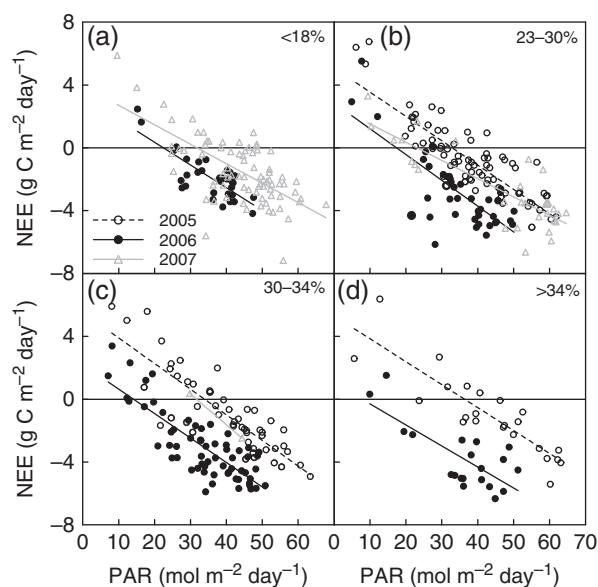 (a) <18%
(b) 23–30%
NEE (g C m⁻² day⁻¹)
4
0
−4
−8
2005
2006
2007
(c) 30–34%
(d) >34%
NEE (g C m⁻² day⁻¹)
4
0
−4
−8
0 10 20 30 40 50 60
0 10 20 30 40 50 60 70
PAR (mol m⁻² day⁻¹)
PAR (mol m⁻² day⁻¹)